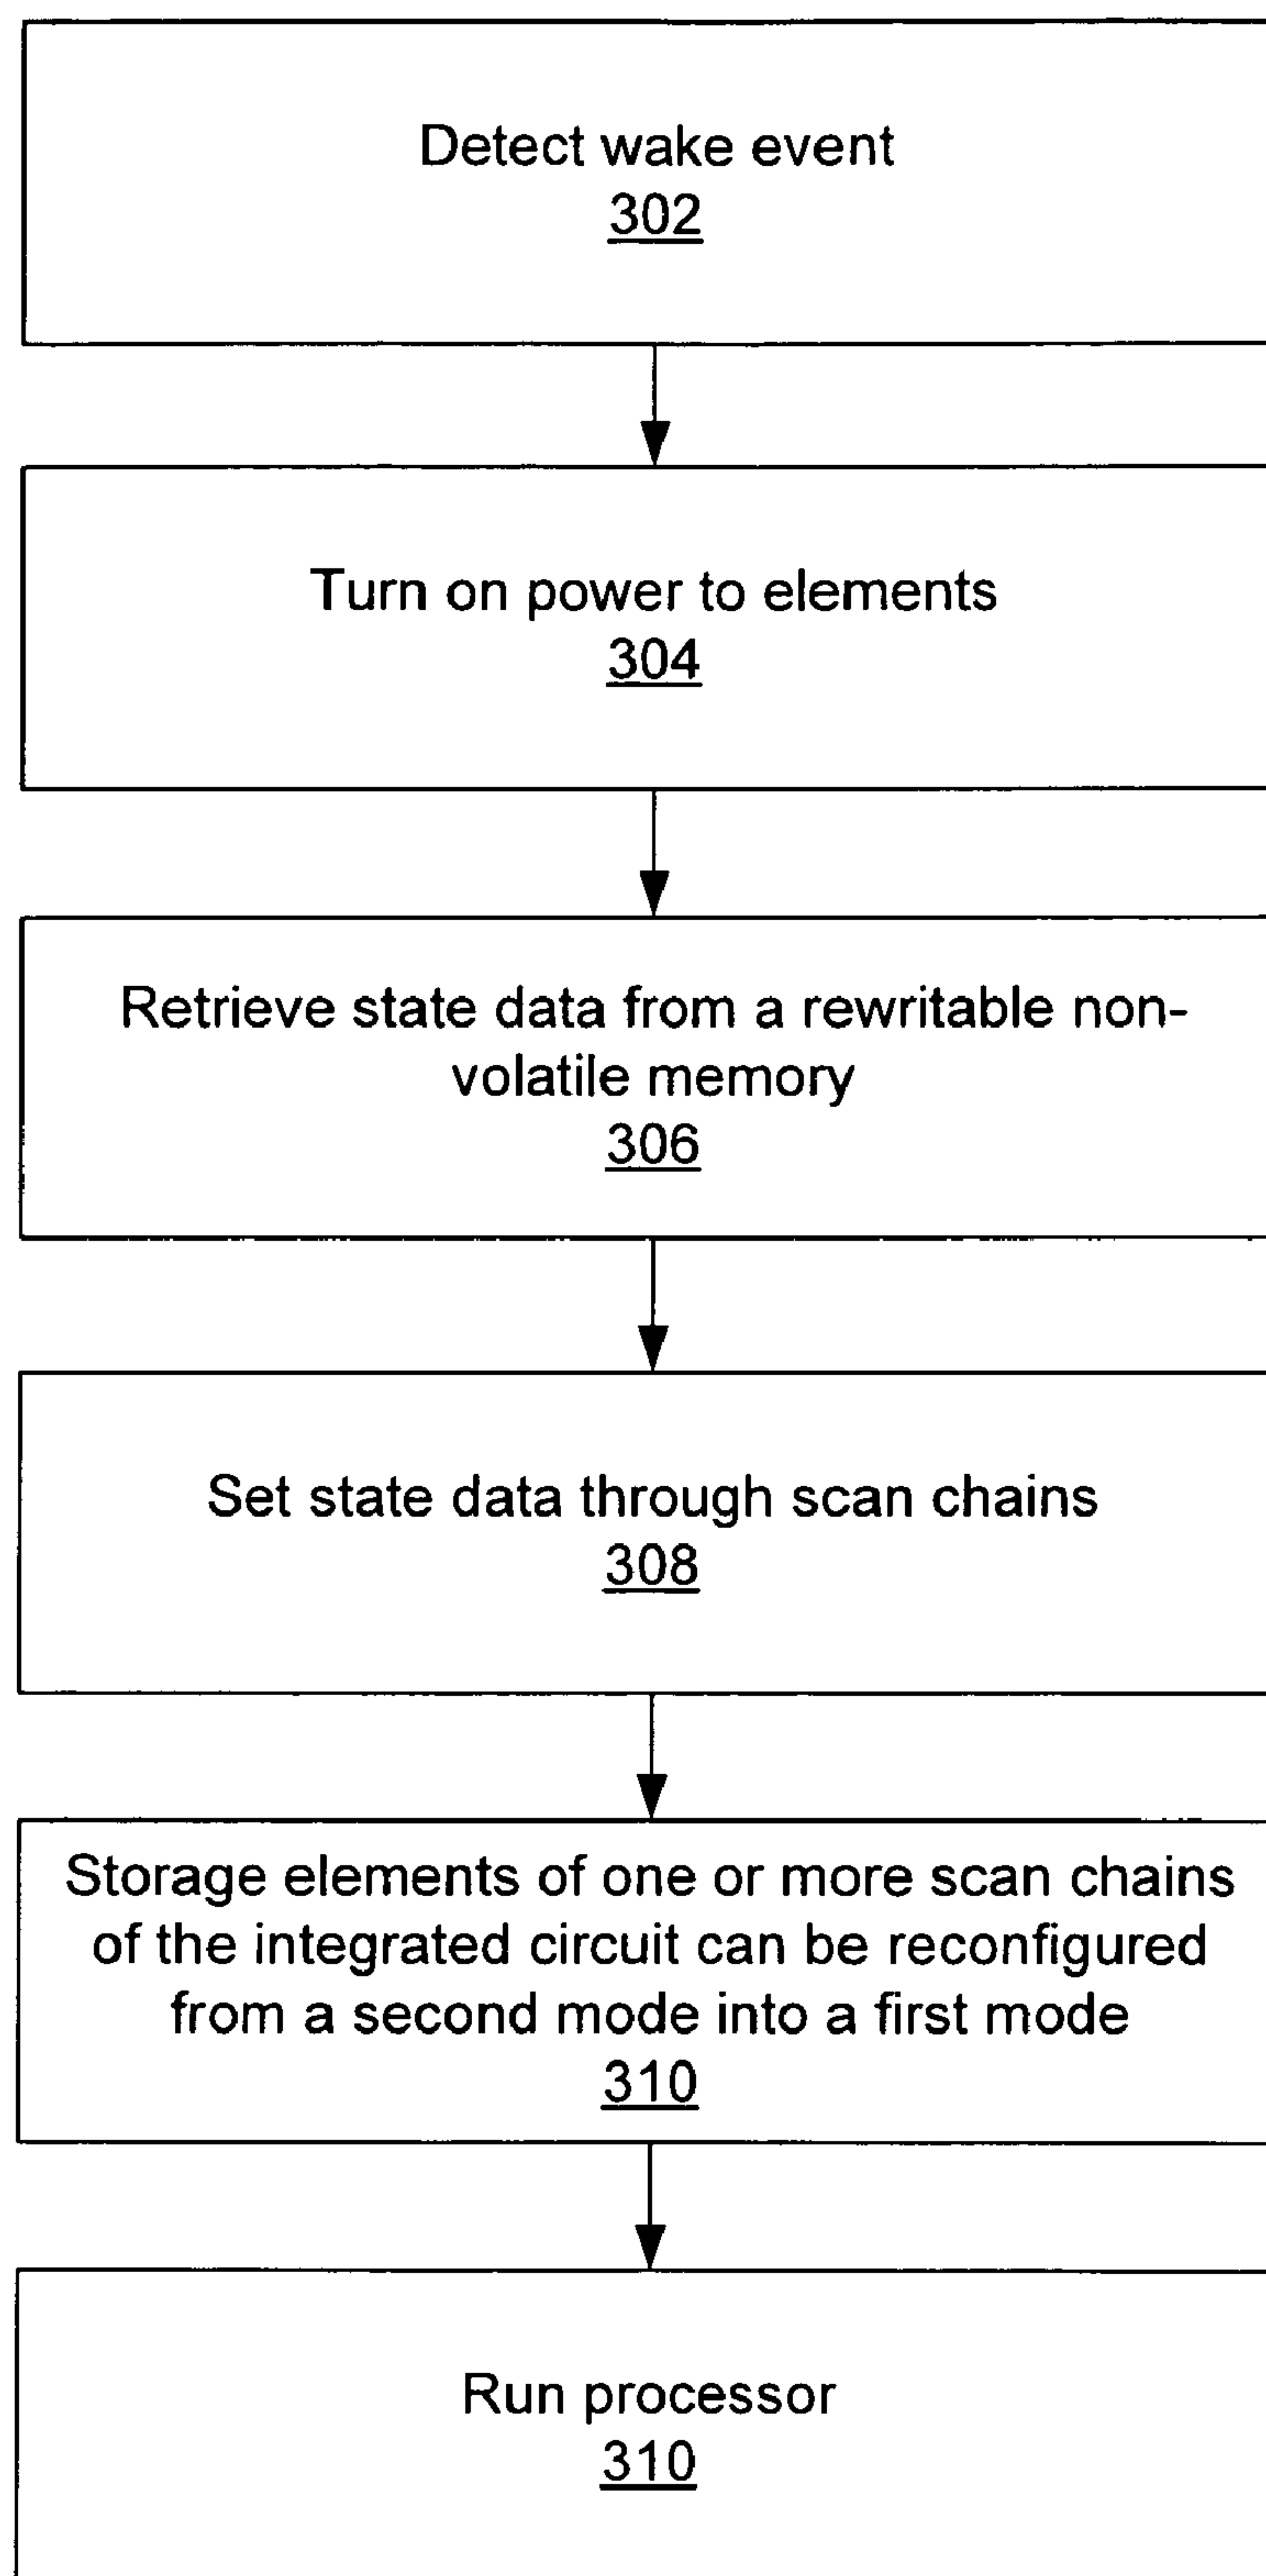 Detect wake event
302
Turn on power to elements
304
Retrieve state data from a rewritable non-
volatile memory
306
Set state data through scan chains
308
Storage elements of one or more scan chains
of the integrated circuit can be reconfigured
from a second mode into a first mode
310
Run processor
310